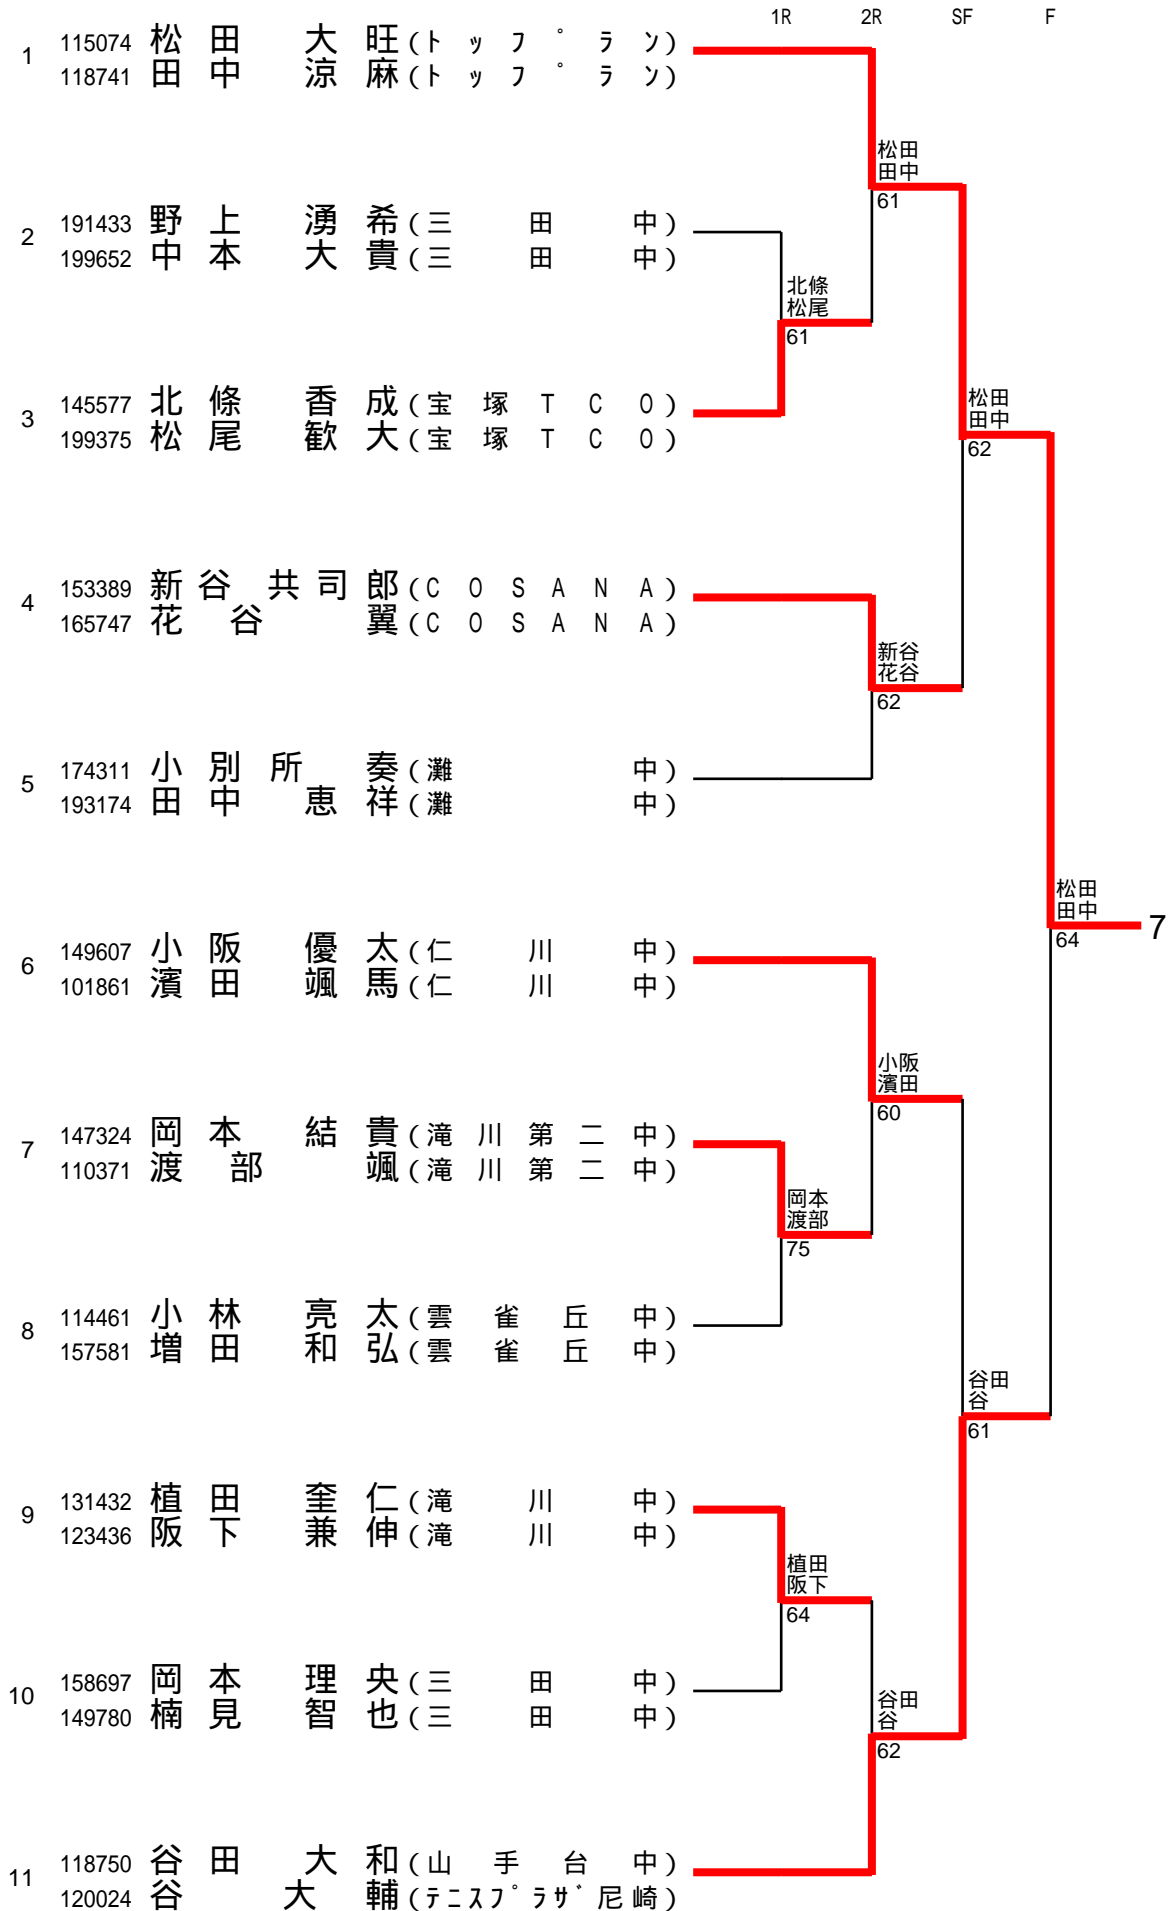 1R 2R SF F
1 115074 松田 大旺(トップラン)
118741 田中 涼麻(トップラン)
松田
田中
61
2 191433 野上 湧希(三田中)
199652 中本 大貴(三田中)
北條
松尾
61
3 145577 北條 香成(宝塚TCO)
199375 松尾 歓大(宝塚TCO)
松田
田中
62
4 153389 新谷 共司郎(COSANA)
165747 花谷 翼(COSANA)
新谷
花谷
62
5 174311 小別所 奏(灘中)
193174 田中 恵祥(灘中)
松田
田中
64
7
6 149607 小阪 優太(仁川中)
101861 濱田 颯馬(仁川中)
小阪
濱田
60
7 147324 岡本 結貴(滝川第二中)
110371 渡部 颯(滝川第二中)
岡本
渡部
75
8 114461 小林 亮太(雲雀丘中)
157581 増田 和弘(雲雀丘中)
谷田
谷
61
9 131432 植田 奎仁(滝川中)
123436 阪下 兼伸(滝川中)
植田
阪下
64
10 158697 岡本 理央(三田中)
149780 楠見 智也(三田中)
谷田
谷
62
11 118750 谷田 大和(山手台中)
120024 谷 大輔(テニスプラザ尼崎)